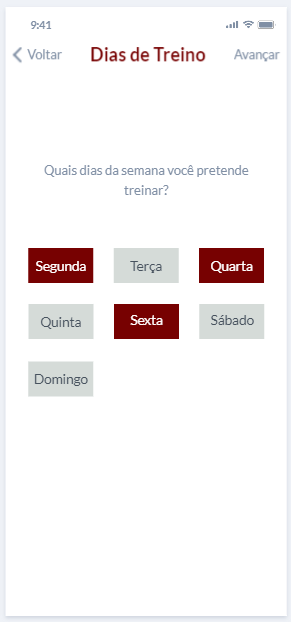 9:41
Voltar Dias de Treino Avançar
Quais dias da semana você pretende
treinar?
Segunda Terça Quarta
Quinta Sexta Sábado
Domingo